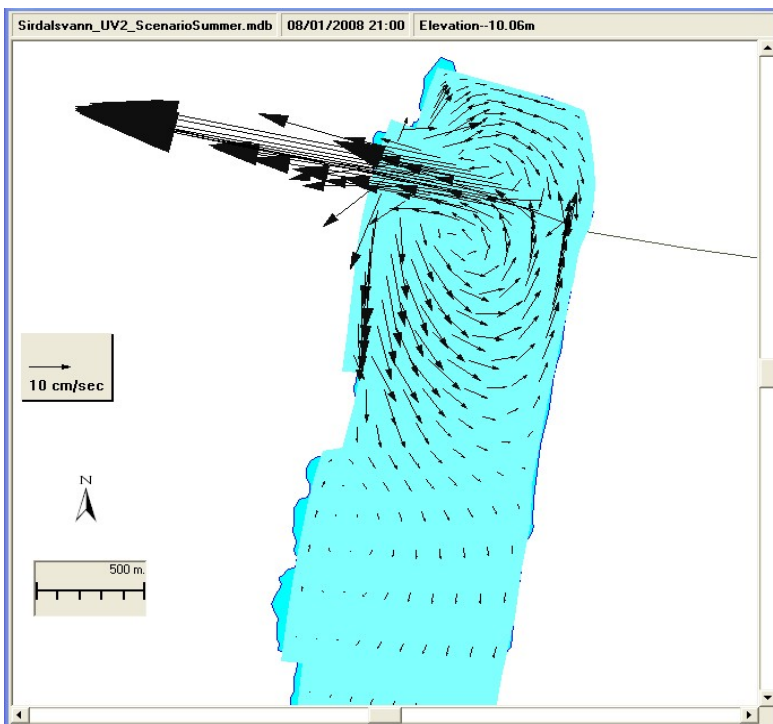 Sirdalsvann_UV2_ScenarioSummer.mdb 08/01/2008 21:00 Elevation--10.06m
10 cm/sec
N
500 m.